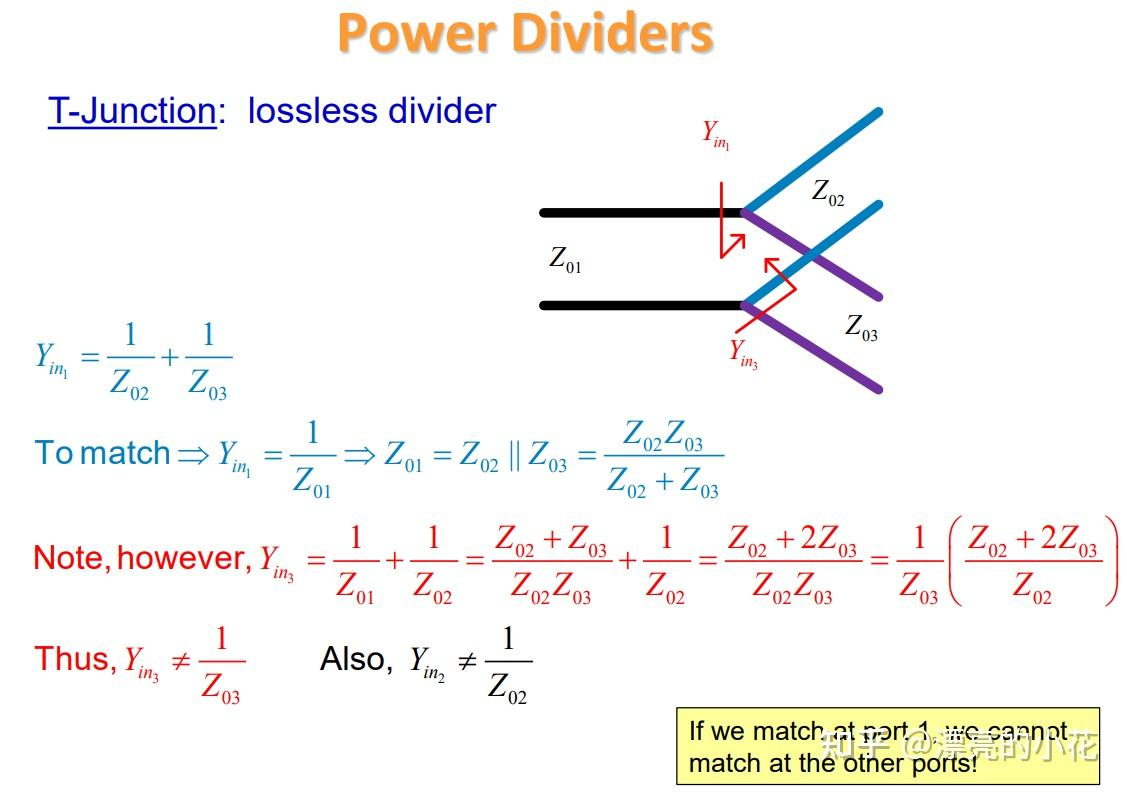 Power Dividers
T-Junction: lossless divider
Y_{in_1}
Z_{02}
Z_{01}
Z_{03}
Y_{in_3}
Y_{in_1} = \frac{1}{Z_{02}} + \frac{1}{Z_{03}}
To match ⇒ Y_{in_1} = \frac{1}{Z_{01}} ⇒ Z_{01} = Z_{02} || Z_{03} = \frac{Z_{02}Z_{03}}{Z_{02} + Z_{03}}
Note, however, Y_{in_3} = \frac{1}{Z_{01}} + \frac{1}{Z_{02}} = \frac{Z_{02} + Z_{03}}{Z_{02}Z_{03}} + \frac{1}{Z_{02}} = \frac{Z_{02} + 2Z_{03}}{Z_{02}Z_{03}} = \frac{1}{Z_{03}} \left( \frac{Z_{02} + 2Z_{03}}{Z_{02}} \right)
Thus, Y_{in_3} ≠ \frac{1}{Z_{03}} Also, Y_{in_2} ≠ \frac{1}{Z_{02}}
If we match at port 1, we cannot
match at the other ports!
知乎 @漂亮的小花